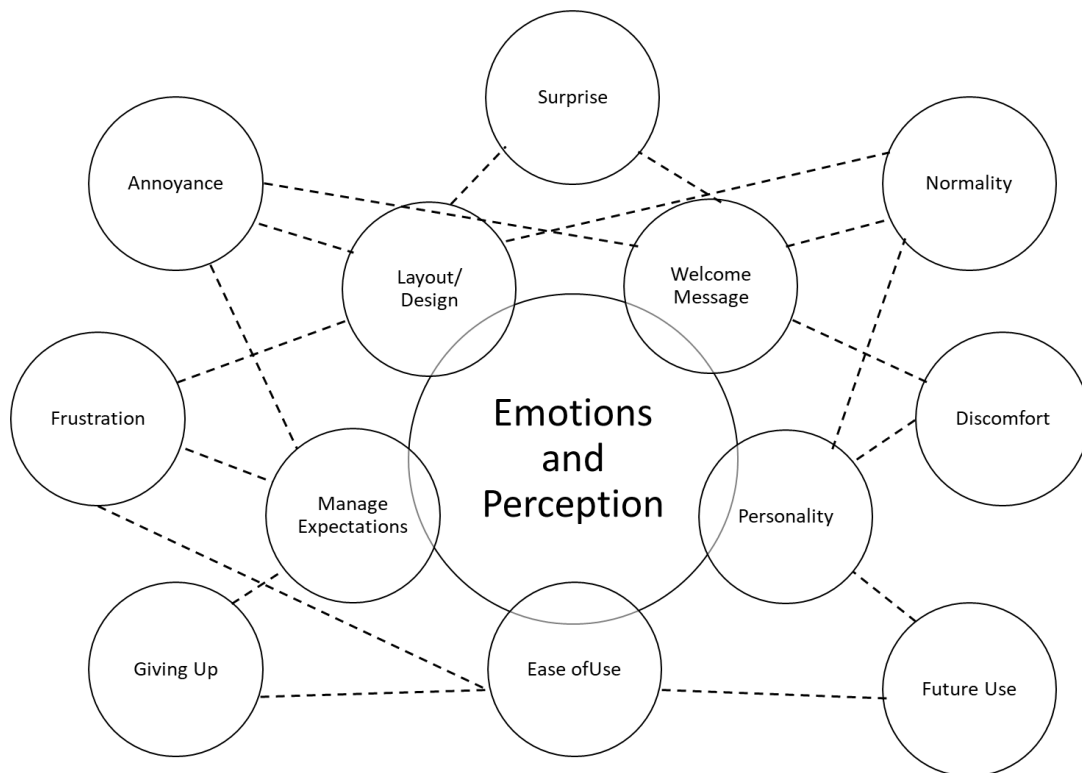 Surprise
Annoyance
Normality
Layout/
Design
Welcome
Message
Frustration
Emotions
and
Perception
Discomfort
Manage
Expectations
Personality
Giving Up
Ease ofUse
Future Use